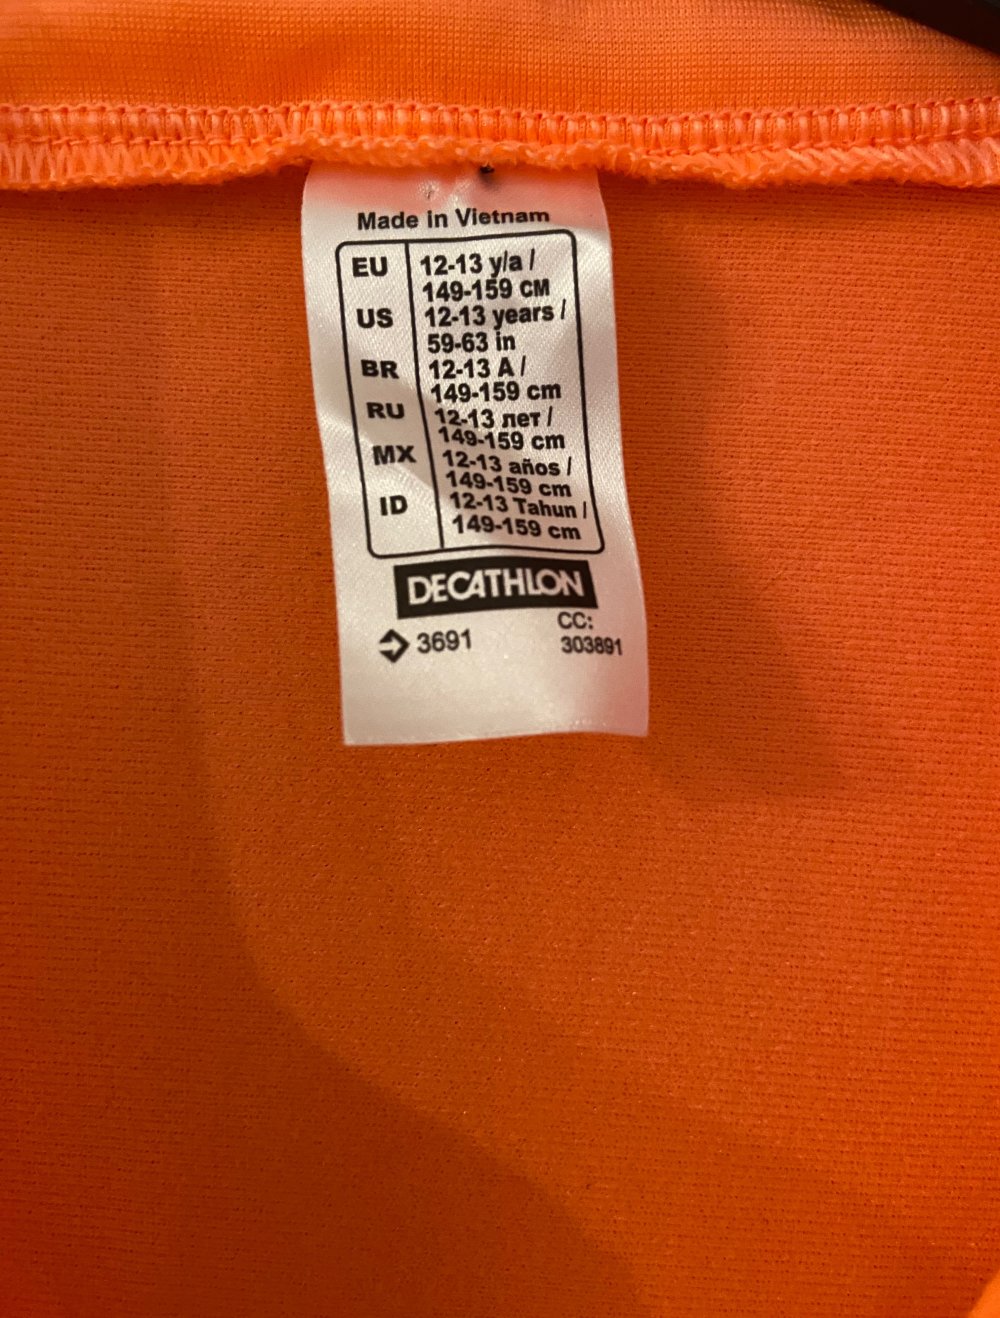 Made in Vietnam
EU 12-13 y/a /
149-159 CM
US 12-13 years /
59-63 in
BR 12-13 A /
149-159 cm
RU 12-13 лет /
149-159 cm
MX 12-13 años /
149-159 cm
ID 12-13 Tahun /
149-159 cm
DECATHLON
3691 CC:
303891